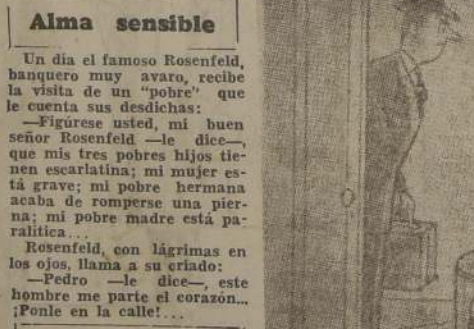 Alma sensible
Un día el famoso Rosenfeld,
banquero muy avaro, recibe
la visita de un "pobre" que
le cuenta sus desdichas:
—Figúrese usted, mi buen
señor Rosenfeld —le dice—,
que mis tres pobres hijos tie-
nen escarlatina; mi mujer es-
tá grave; mi pobre hermana
acaba de romperse una pier-
na; mi pobre madre está pa-
ralítica...
Rosenfeld, con lágrimas en
los ojos, llama a su criado:
—Pedro —le dice—, este
hombre me parte el corazón...
¡Ponle en la calle!...